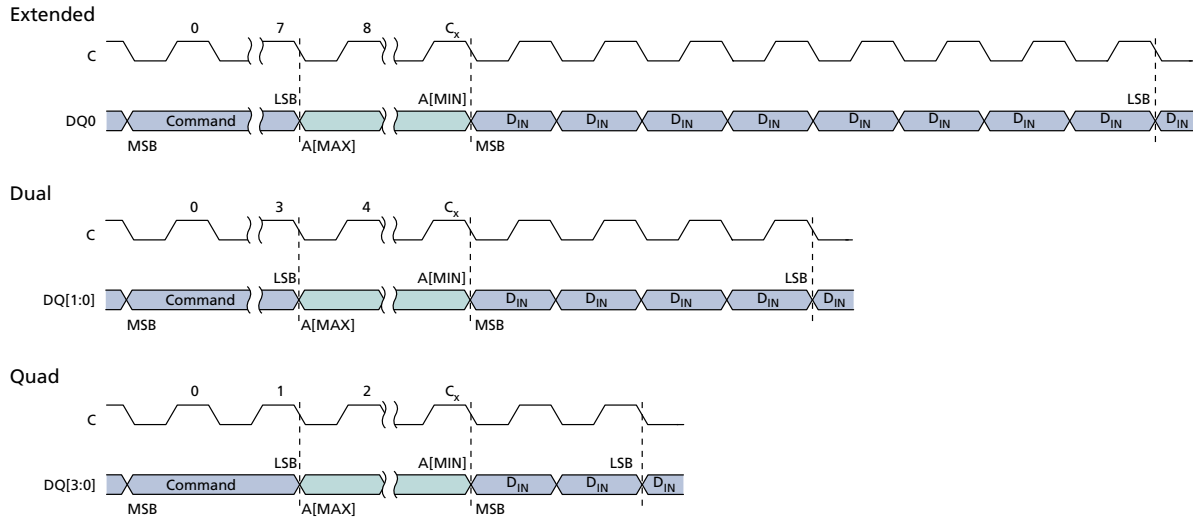 Extended
0 7 8 Cx
C
LSB A[MIN] LSB
DQ0 Command DIN DIN DIN DIN DIN DIN DIN DIN DIN
MSB A[MAX] MSB
Dual
0 3 4 Cx
C
LSB A[MIN] LSB
DQ[1:0] Command DIN DIN DIN DIN DIN
MSB A[MAX] MSB
Quad
0 1 2 Cx
C
LSB A[MIN] LSB
DQ[3:0] Command DIN DIN DIN
MSB A[MAX] MSB